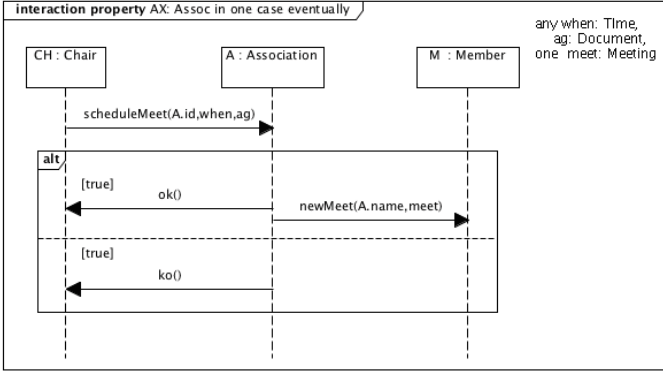 interaction property AX: Assoc in one case eventually
any when: TIme,
ag: Document,
one meet: Meeting
CH : Chair
A : Association
M : Member
scheduleMeet(A.id,when,ag)
alt
[true]
ok()
newMeet(A.name,meet)
[true]
ko()